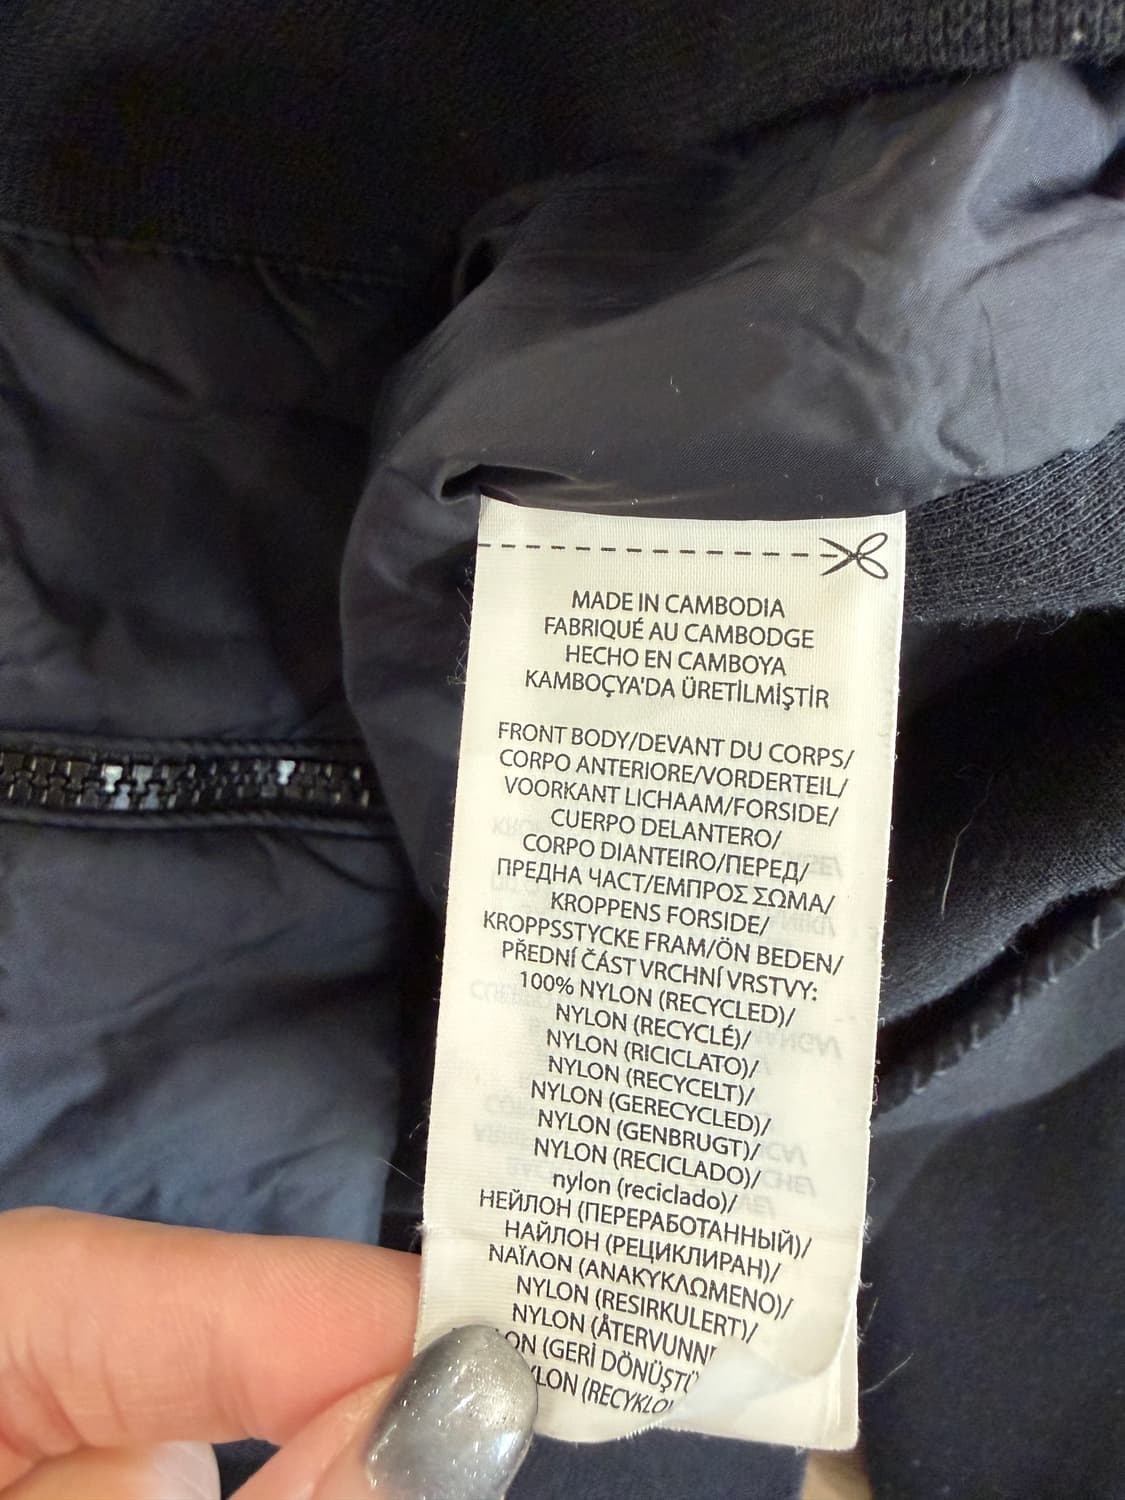 MADE IN CAMBODIA
FABRIQUÉ AU CAMBODGE
HECHO EN CAMBOYA
KAMBOÇYA'DA ÜRETİLMİŞTİR
FRONT BODY/DEVANT DU CORPS/
CORPO ANTERIORE/VORDERTEIL/
VOORKANT LICHAAM/FORSIDE/
CUERPO DELANTERO/
CORPO DIANTEIRO/ПЕРЕД/
ПРЕДНА ЧАСТ/ΕΜΠΡΟΣ ΣΩΜΑ/
KROPPENS FORSIDE/
KROPPSSTYCKE FRAM/ÖN BEDEN/
PŘEDNÍ ČÁST VRCHNÍ VRSTVY:
100% NYLON (RECYCLED)/
NYLON (RECYCLÉ)/
NYLON (RICICLATO)/
NYLON (RECYCELT)/
NYLON (GERECYCLED)/
NYLON (GENBRUGT)/
NYLON (RECICLADO)/
nylon (reciclado)/
НЕЙЛОН (ПЕРЕРАБОТАННЫЙ)/
НАЙЛОН (РЕЦИКЛИРАН)/
ΝΑΪΛΟΝ (ΑΝΑΚΥΚΛΩΜΕΝΟ)/
NYLON (RESIRKULERT)/
NYLON
(GERİ